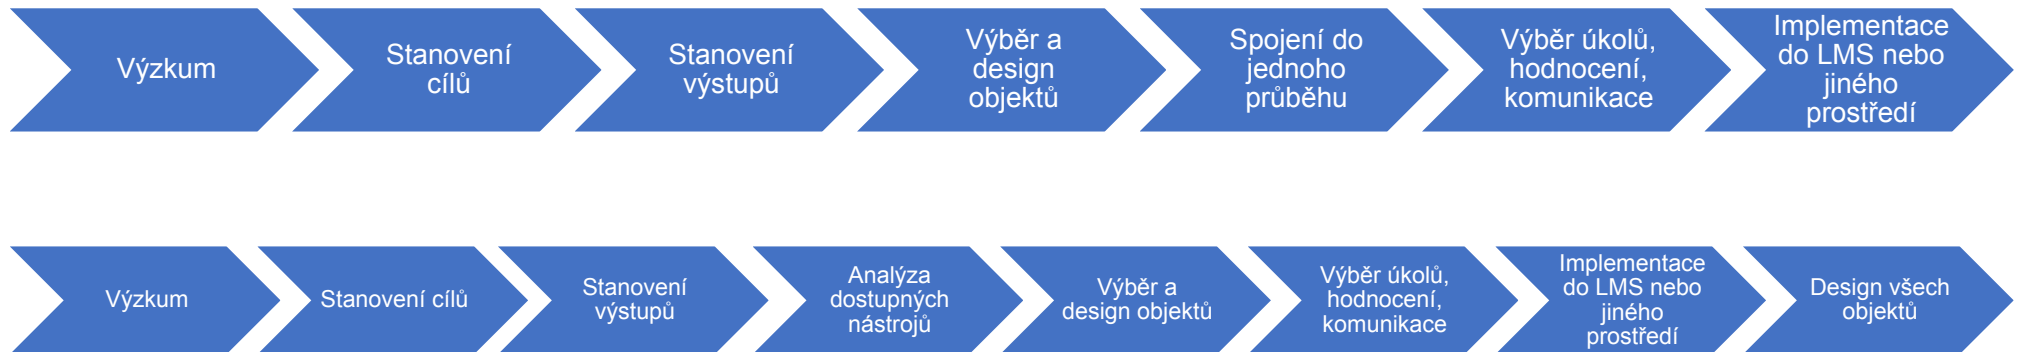 Výzkum
Stanovení
cílů
Stanovení
výstupů
Výběr a
design
objektů
Spojení do
jednoho
průběhu
Výběr úkolů,
hodnocení,
komunikace
Implementace
do LMS nebo
jiného
prostředí
Výzkum
Stanovení cílů
Stanovení
výstupů
Analýza
dostupných
nástrojů
Výběr a
design objektů
Výběr úkolů,
hodnocení,
komunikace
Implementace
do LMS nebo
jiného
prostředí
Design všech
objektů